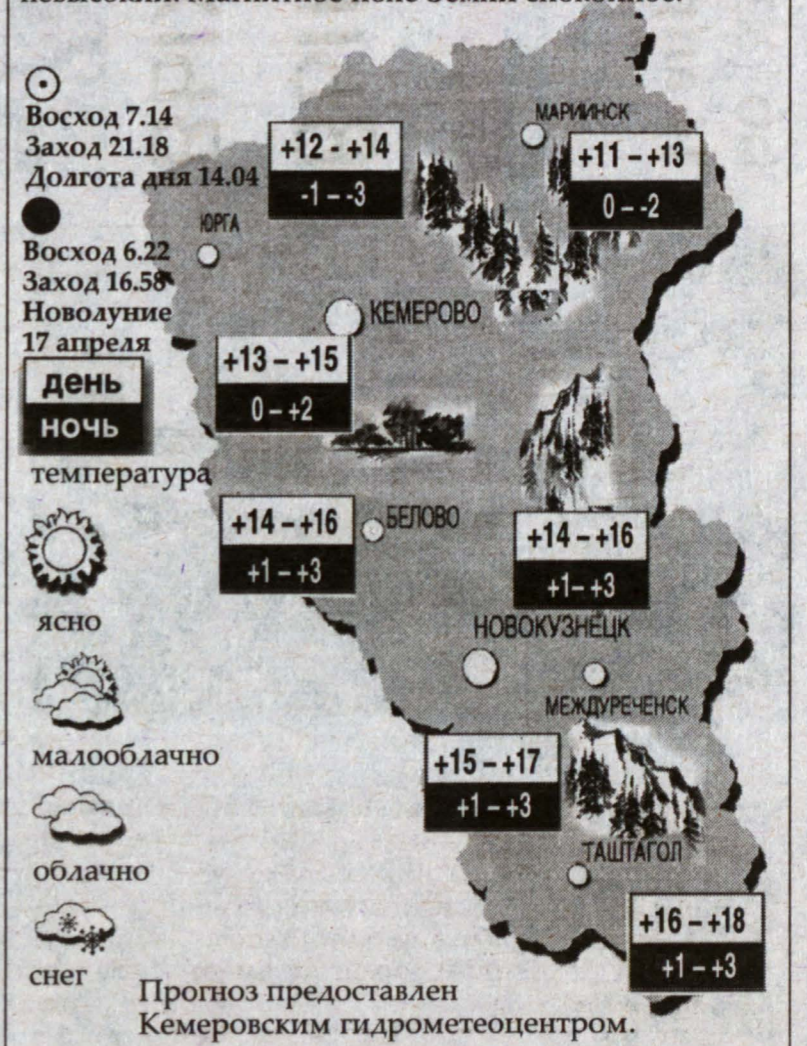 Восход 7.14
Заход 21.18
Долгота дня 14.04
Восход 6.22
Заход 16.58
Новолуние
17 апреля
день
ночь
температура
ясно
малооблачно
облачно
снег
МАРИИНСК
+12 - +14
-1 – -3
+11 – +13
0 – -2
ЮРГА
КЕМЕРОВО
+13 – +15
0 – +2
+14 – +16
+1 – +3
БЕЛОВО
+14 – +16
+1– +3
НОВОКУЗНЕЦК
МЕЖДУРЕЧЕНСК
+15 – +17
+1 – +3
ТАШТАГОЛ
+16 – +18
+1 – +3
Прогноз предоставлен
Кемеровским гидрометеоцентром.